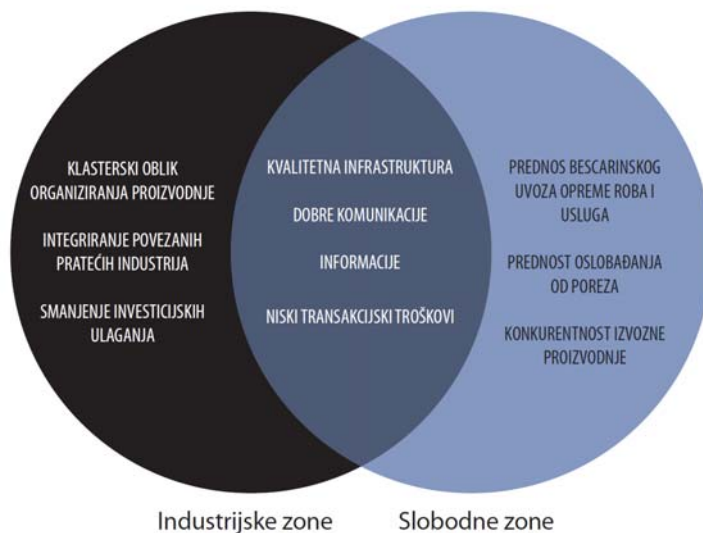 KLASTERSKI OBLIK
ORGANIZIRANJA PROIZVODNJE
INTEGRIRANJE POVEZANIH
PRATEĆIH INDUSTRIJA
SMANJENJE INVESTICIJSKIH
ULAGANJA
KVALITETNA INFRASTRUKTURA
DOBRE KOMUNIKACIJE
INFORMACIJE
NISKI TRANSAKCIJSKI TROŠKOVI
PREDNOS BESCARINSKOG
UVOZA OPREME ROBA I
USLUGA
PREDNOST OSLOBAĐANJA
OD POREZA
KONKURENTNOST IZVOZNE
PROIZVODNJE
Industrijske zone
Slobodne zone